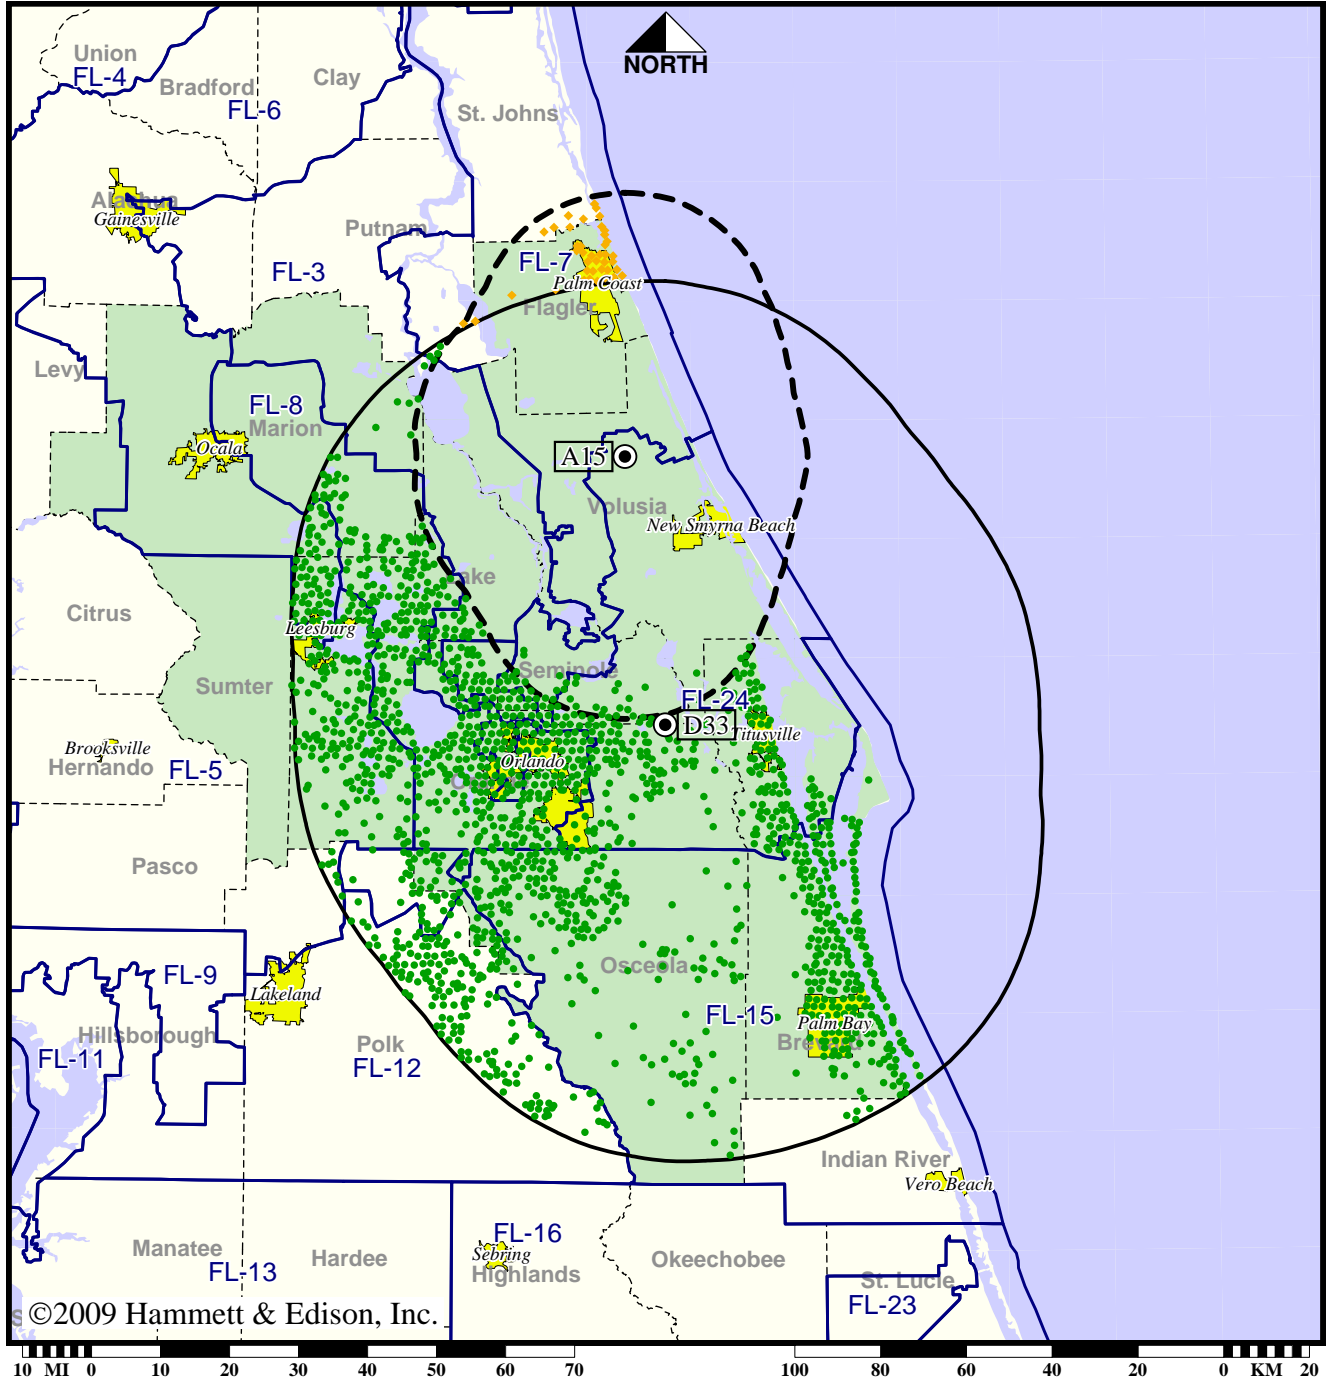 NORTH
Union
FL-4
Bradford
Clay
FL-6
St. Johns
Alachua
Gainesville
Putnam
FL-3
FL-7
Palm Coast
Flagler
Levy
FL-8
Marion
Ocala
A15
Volusia
New Smyrna Beach
Lake
Citrus
Leesburg
Seminole
Sumter
FL-24
D33
Titusville
Brooksville
Hernando
FL-5
Orlando
Orange
Pasco
FL-9
Lakeland
Osceola
FL-15
Palm Bay
Brevard
Hillsborough
FL-11
Polk
FL-12
Indian River
Vero Beach
FL-16
Sebring
Highlands
Manatee
FL-13
Hardee
Okeechobee
St. Lucie
FL-23
©2009 Hammett & Edison, Inc.
10 MI 0 10 20 30 40 50 60 70
100 80 60 40 20 0 KM 20